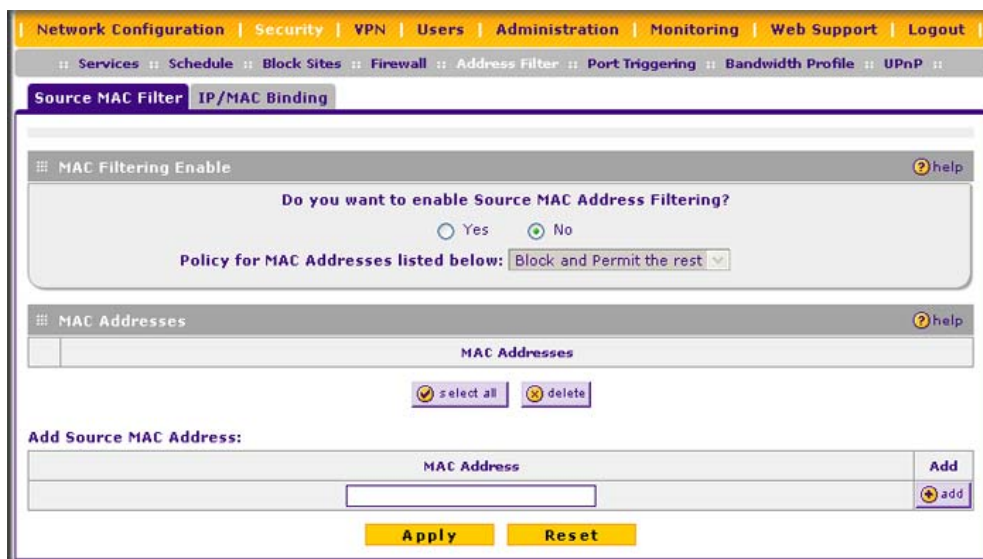 Network Configuration | Security | VPN | Users | Administration | Monitoring | Web Support | Logout
:: Services :: Schedule :: Block Sites :: Firewall :: Address Filter :: Port Triggering :: Bandwidth Profile :: UPnP ::
Source MAC Filter IP/MAC Binding
MAC Filtering Enable ? help
Do you want to enable Source MAC Address Filtering?
Yes No
Policy for MAC Addresses listed below: Block and Permit the rest
MAC Addresses ? help
MAC Addresses
select all delete
Add Source MAC Address:
MAC Address Add
add
Apply Reset